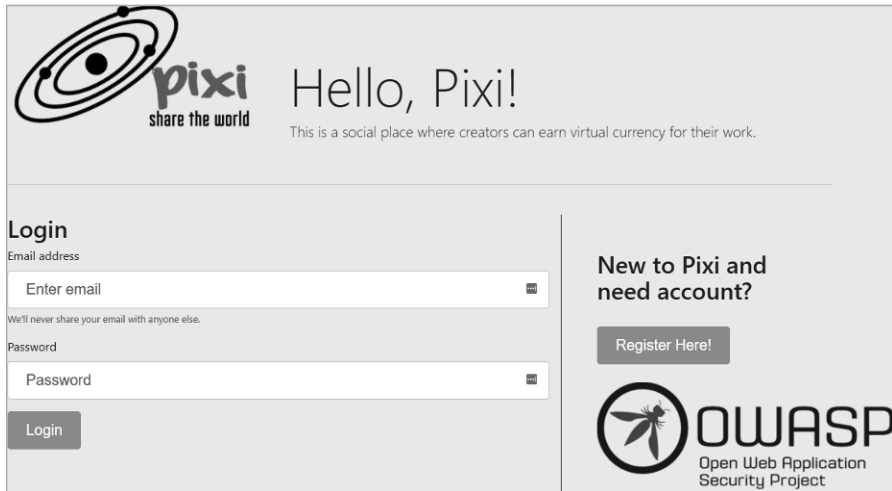 pixi
share the world
Hello, Pixi!
This is a social place where creators can earn virtual currency for their work.
Login
Email address
Enter email
We'll never share your email with anyone else.
Password
Password
Login
New to Pixi and
need account?
Register Here!
OWASP
Open Web Application
Security Project